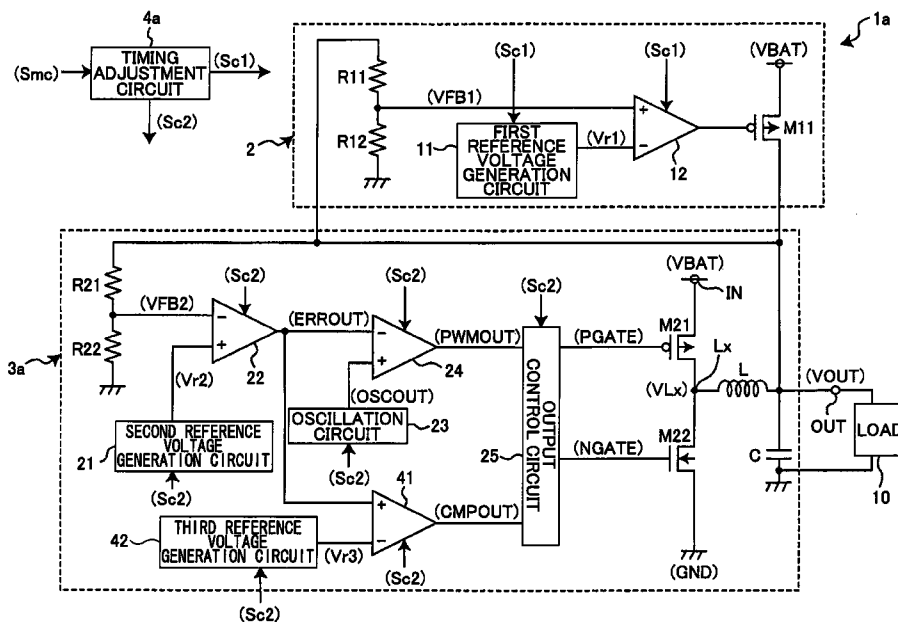 4a
TIMING
ADJUSTMENT
CIRCUIT
(Smc)
(Sc1)
(Sc2)
1a
2
R11
R12
(VFB1)
(Sc1)
11
FIRST
REFERENCE
VOLTAGE
GENERATION
CIRCUIT
(Vr1)
(Sc1)
+
−
12
(VBAT)
M11
3a
R21
R22
(VFB2)
(Sc2)
−
+
22
(Vr2)
21
SECOND REFERENCE
VOLTAGE
GENERATION CIRCUIT
(Sc2)
(ERROUT)
(Sc2)
−
+
24
(OSCOUT)
OSCILLATION
CIRCUIT
23
(Sc2)
(PWMOUT)
41
+
−
(Sc2)
(CMPOUT)
42
THIRD REFERENCE
VOLTAGE
GENERATION CIRCUIT
(Vr3)
(Sc2)
(Sc2)
25
OUTPUT
CONTROL CIRCUIT
(PGATE)
(NGATE)
(VBAT)
IN
M21
Lx
(VLx)
L
M22
(GND)
C
(VOUT)
OUT
LOAD
10